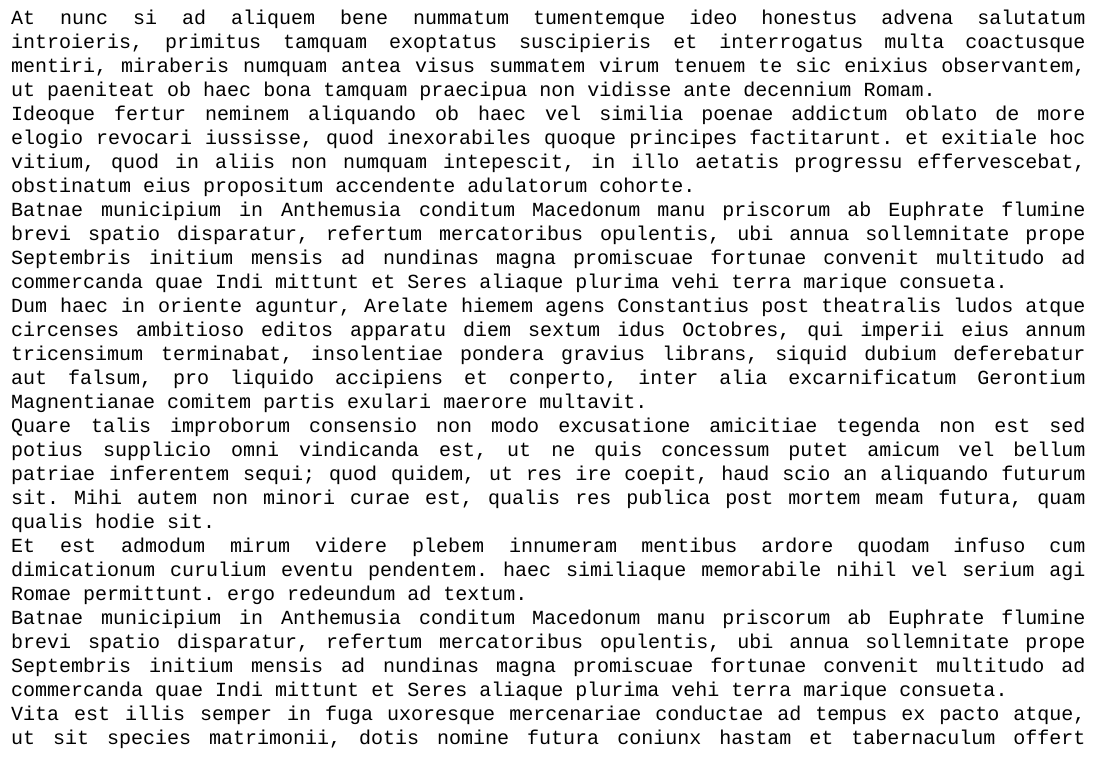 At nunc si ad aliquem bene nummatum tumentemque ideo honestus advena salutatum
introieris, primitus tamquam exoptatus suscipieris et interrogatus multa coactusque
mentiri, miraberis numquam antea visus summatem virum tenuem te sic enixius observantem,
ut paeniteat ob haec bona tamquam praecipua non vidisse ante decennium Romam.
Ideoque fertur neminem aliquando ob haec vel similia poenae addictum oblato de more
elogio revocari iussisse, quod inexorabiles quoque principes factitarunt. et exitiale hoc
vitium, quod in aliis non numquam intepescit, in illo aetatis progressu effervescebat,
obstinatum eius propositum accendente adulatorum cohorte.
Batnae municipium in Anthemusia conditum Macedonum manu priscorum ab Euphrate flumine
brevi spatio disparatur, refertum mercatoribus opulentis, ubi annua sollemnitate prope
Septembris initium mensis ad nundinas magna promiscuae fortunae convenit multitudo ad
commercanda quae Indi mittunt et Seres aliaque plurima vehi terra marique consueta.
Dum haec in oriente aguntur, Arelate hiemem agens Constantius post theatralis ludos atque
circenses ambitioso editos apparatu diem sextum idus Octobres, qui imperii eius annum
tricensimum terminabat, insolentiae pondera gravius librans, siquid dubium deferebatur
aut falsum, pro liquido accipiens et conperto, inter alia excarnificatum Gerontium
Magnentianae comitem partis exulari maerore multavit.
Quare talis improborum consensio non modo excusatione amicitiae tegenda non est sed
potius supplicio omni vindicanda est, ut ne quis concessum putet amicum vel bellum
patriae inferentem sequi; quod quidem, ut res ire coepit, haud scio an aliquando futurum
sit. Mihi autem non minori curae est, qualis res publica post mortem meam futura, quam
qualis hodie sit.
Et est admodum mirum videre plebem innumeram mentibus ardore quodam infuso cum
dimicationum curulium eventu pendentem. haec similiaque memorabile nihil vel serium agi
Romae permittunt. ergo redeundum ad textum.
Batnae municipium in Anthemusia conditum Macedonum manu priscorum ab Euphrate flumine
brevi spatio disparatur, refertum mercatoribus opulentis, ubi annua sollemnitate prope
Septembris initium mensis ad nundinas magna promiscuae fortunae convenit multitudo ad
commercanda quae Indi mittunt et Seres aliaque plurima vehi terra marique consueta.
Vita est illis semper in fuga uxoresque mercenariae conductae ad tempus ex pacto atque,
ut sit species matrimonii, dotis nomine futura coniunx hastam et tabernaculum offert